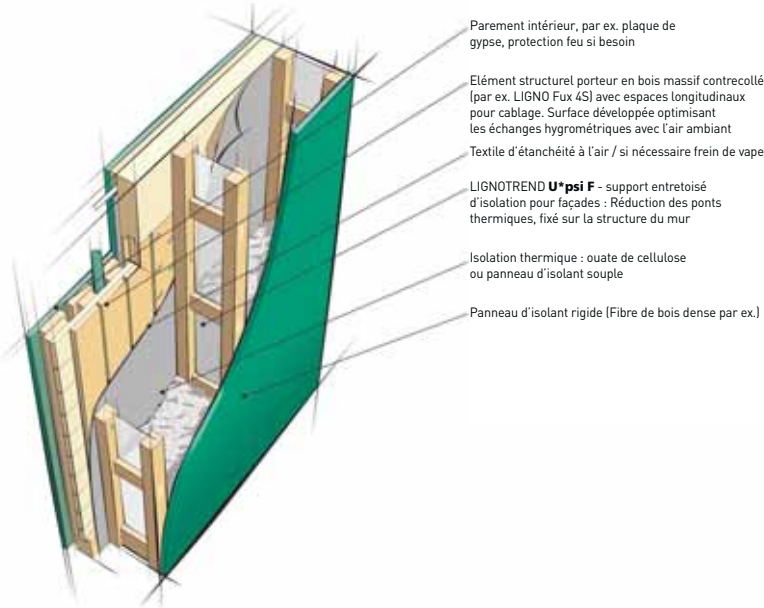 Parement intérieur, par ex. plaque de
gypse, protection feu si besoin
Elément structurel porteur en bois massif contrecollé
(par ex. LIGNO Fux 4S) avec espaces longitudinaux
pour cablage. Surface développée optimisant
les échanges hygrométriques avec l'air ambiant
Textile d'étanchéité à l'air / si nécessaire frein de vape
LIGNOTREND U*psi F - support entretoisé
d'isolation pour façades : Réduction des ponts
thermiques, fixé sur la structure du mur
Isolation thermique : ouate de cellulose
ou panneau d'isolant souple
Panneau d'isolant rigide (Fibre de bois dense par ex.)